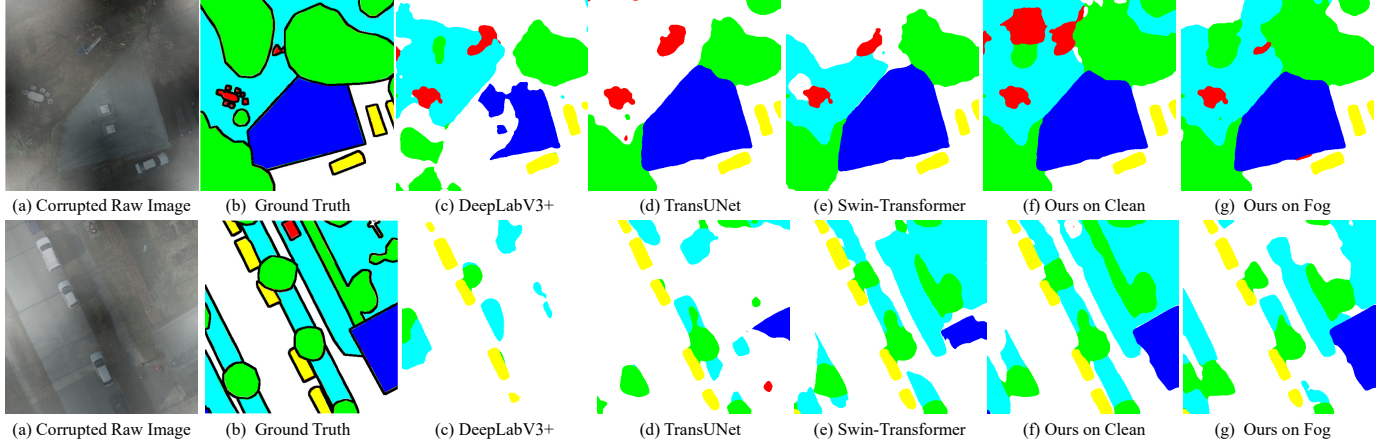 (a) Corrupted Raw Image (b) Ground Truth (c) DeepLabV3+ (d) TransUNet (e) Swin-Transformer (f) Ours on Clean (g) Ours on Fog
(a) Corrupted Raw Image (b) Ground Truth (c) DeepLabV3+ (d) TransUNet (e) Swin-Transformer (f) Ours on Clean (g) Ours on Fog